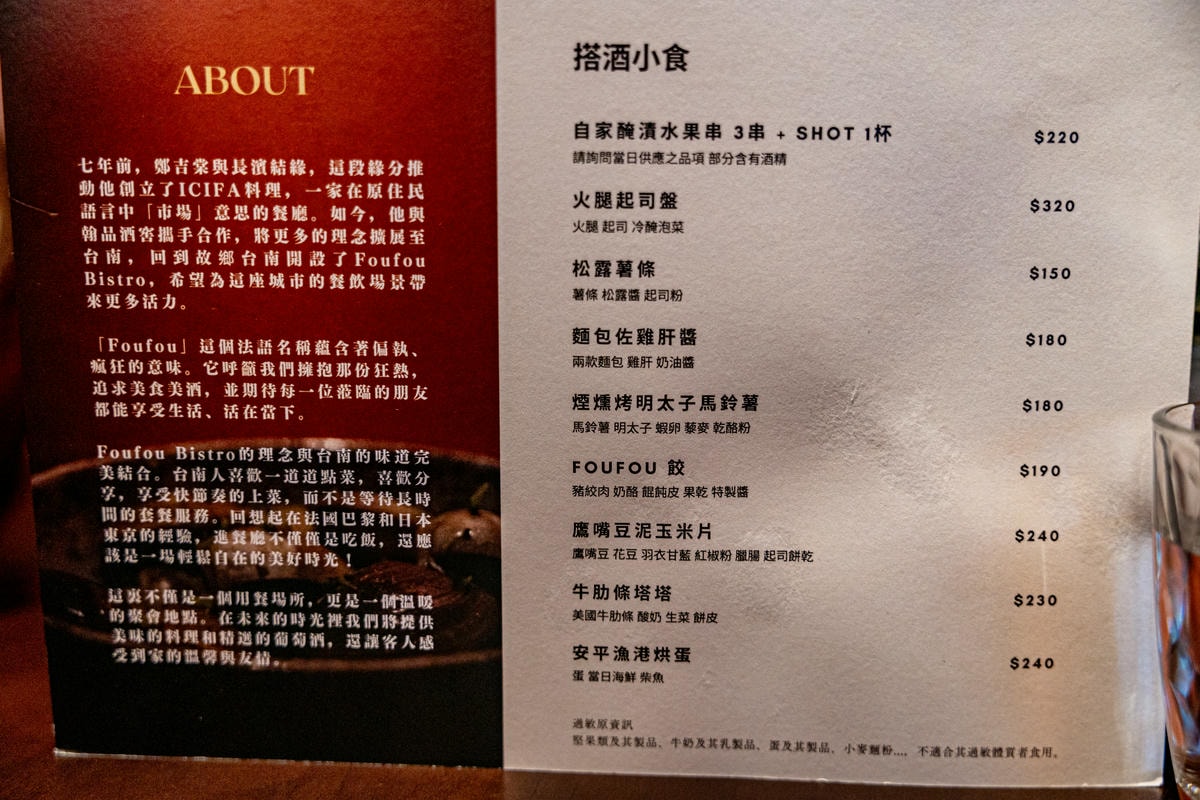 ABOUT
七年前，鄭吉棠與長濱結緣，這段緣分推
動他創立了ICIFA料理，一家在原住民
語言中「市場」意思的餐廳。如今，他與
翰品酒窖攜手合作，將更多的理念擴展至
台南，回到故鄉台南開設了Foufou
Bistro，希望為這座城市的餐飲場景帶
來更多活力。
「Foufou」這個法語名稱蘊含著偏執、
瘋狂的意味。它呼籲我們擁抱那份狂熱，
追求美食美酒，並期待每一位蒞臨的朋友
都能享受生活、活在當下。
Foufou Bistro的理念與台南的味道完
美結合。台南人喜歡一道道點菜，喜歡分
享，享受快節奏的上菜，而不是等待長時
間的套餐服務。回想起在法國巴黎和日本
東京的經驗，進餐廳不僅僅是吃飯，還應
該是一場輕鬆自在的美好時光！
這裏不僅是一個用餐場所，更是一個溫暖
的聚會地點。在未來的時光裡我們將提供
美味的料理和精選的葡萄酒，還讓客人感
受到家的溫馨與友情。
搭酒小食
自家醃漬水果串 3串 + SHOT 1杯 $220
請詢問當日供應之品項 部分含有酒精
火腿起司盤 $320
火腿 起司 冷醃泡菜
松露薯條 $150
薯條 松露醬 起司粉
麵包佐雞肝醬 $180
兩款麵包 雞肝 奶油醬
煙燻烤明太子馬鈴薯 $180
馬鈴薯 明太子 蝦卵 藜麥 乾酪粉
FOUFOU 餃 $190
豬絞肉 奶酪 餛飩皮 果乾 特製醬
鷹嘴豆泥玉米片 $240
鷹嘴豆 花豆 羽衣甘藍 紅椒粉 臘腸 起司餅乾
牛肋條塔塔 $230
美國牛肋條 酸奶 生菜 餅皮
安平漁港烘蛋 $240
蛋 當日海鮮 柴魚
過敏原資訊
堅果類及其製品、牛奶及其乳製品、蛋及其製品、小麥麵粉.... 不適合其過敏體質者食用。